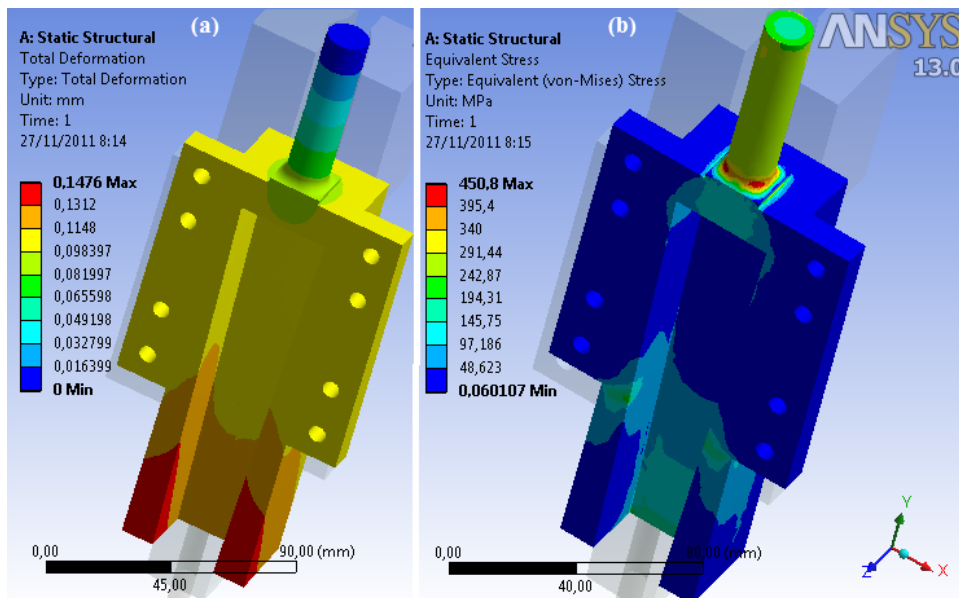 (a)
A: Static Structural
Total Deformation
Type: Total Deformation
Unit: mm
Time: 1
27/11/2011 8:14
0,1476 Max
0,1312
0,1148
0,098397
0,081997
0,065598
0,049198
0,032799
0,016399
0 Min
0,00
90,00 (mm)
45,00
(b)
ANSYS
13.0
A: Static Structural
Equivalent Stress
Type: Equivalent (von-Mises) Stress
Unit: MPa
Time: 1
27/11/2011 8:15
450,8 Max
395,4
340
291,44
242,87
194,31
145,75
97,186
48,623
0,060107 Min
0,00
80,00 (mm)
40,00
Y
Z
X